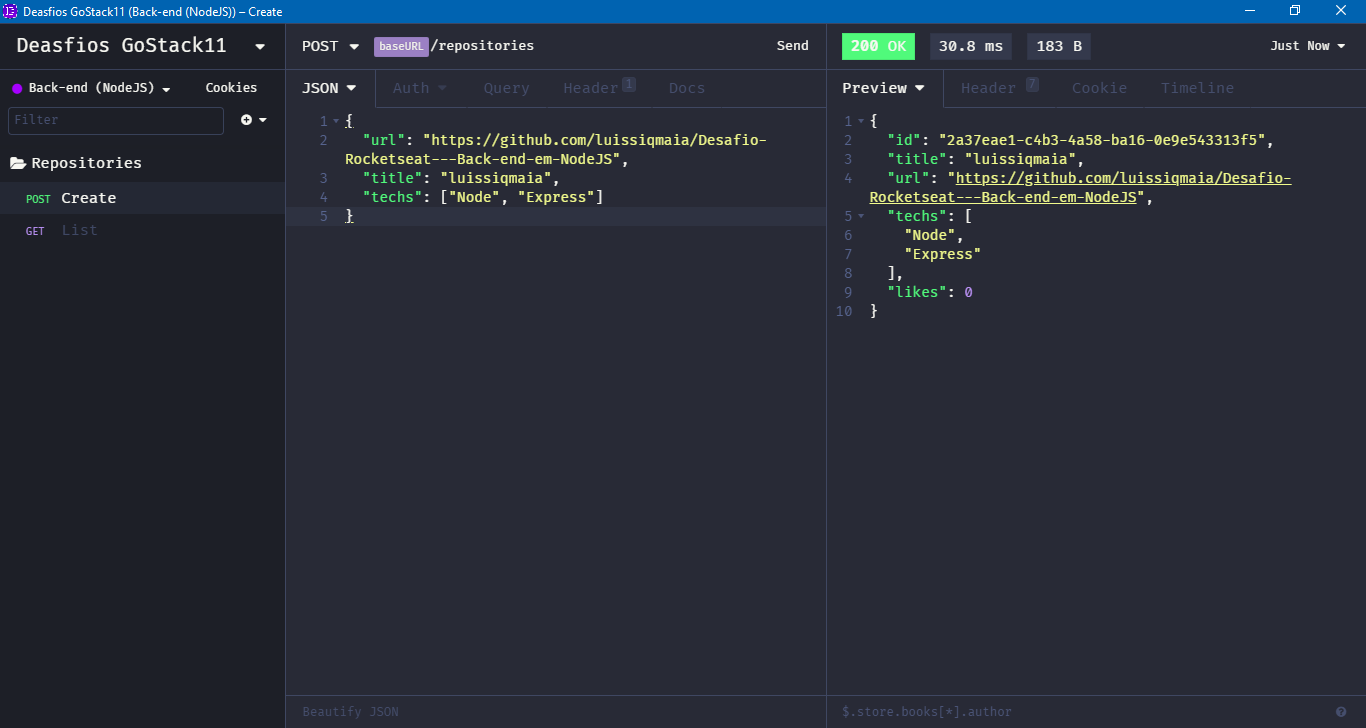 Deasfios GoStack11 (Back-end (NodeJS)) – Create
Deasfios GoStack11
POST baseURL/repositories Send
200 OK 30.8 ms 183 B Just Now
Back-end (NodeJS) Cookies
JSON Auth Query Header 1 Docs
Preview Header 7 Cookie Timeline
Filter
Repositories
POST Create
GET List
1 {
2 "url": "https://github.com/luissiqmaia/Desafio-
Rocketseat---Back-end-em-NodeJS",
3 "title": "luissiqmaia",
4 "techs": ["Node", "Express"]
5 }
Beautify JSON
1 {
2 "id": "2a37eae1-c4b3-4a58-ba16-0e9e543313f5",
3 "title": "luissiqmaia",
4 "url": "https://github.com/luissiqmaia/Desafio-
Rocketseat---Back-end-em-NodeJS",
5 "techs": [
6 "Node",
7 "Express"
8 ],
9 "likes": 0
10 }
$.store.books[*].author